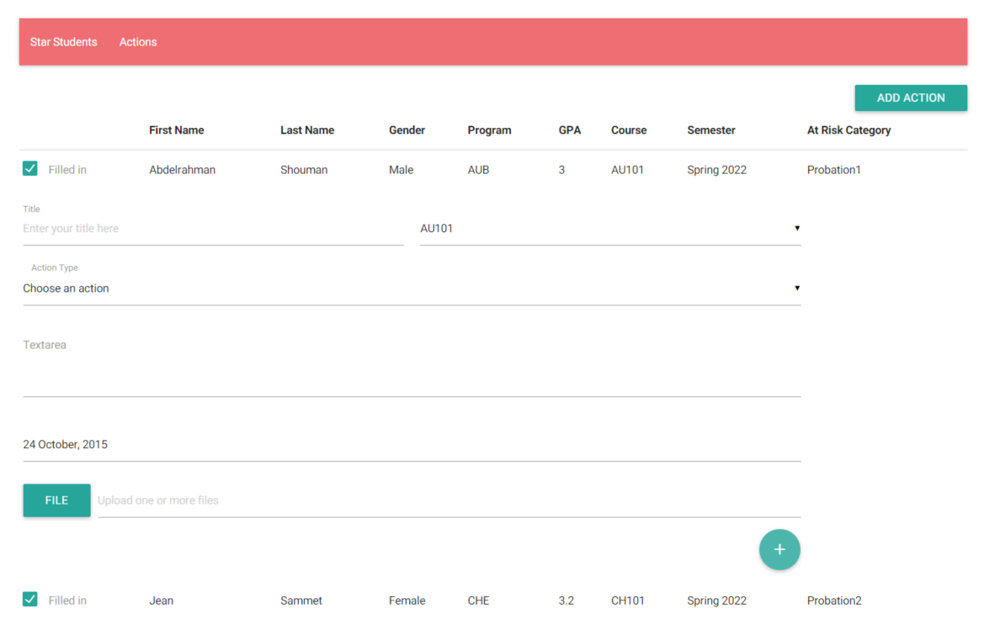 Star Students Actions
ADD ACTION
First Name Last Name Gender Program GPA Course Semester At Risk Category
Filled in Abdelrahman Shouman Male AUB 3 AU101 Spring 2022 Probation1
Title
Enter your title here AU101
Action Type
Choose an action
Textarea
24 October, 2015
FILE Upload one or more files
+
Filled in Jean Sammet Female CHE 3.2 CH101 Spring 2022 Probation2